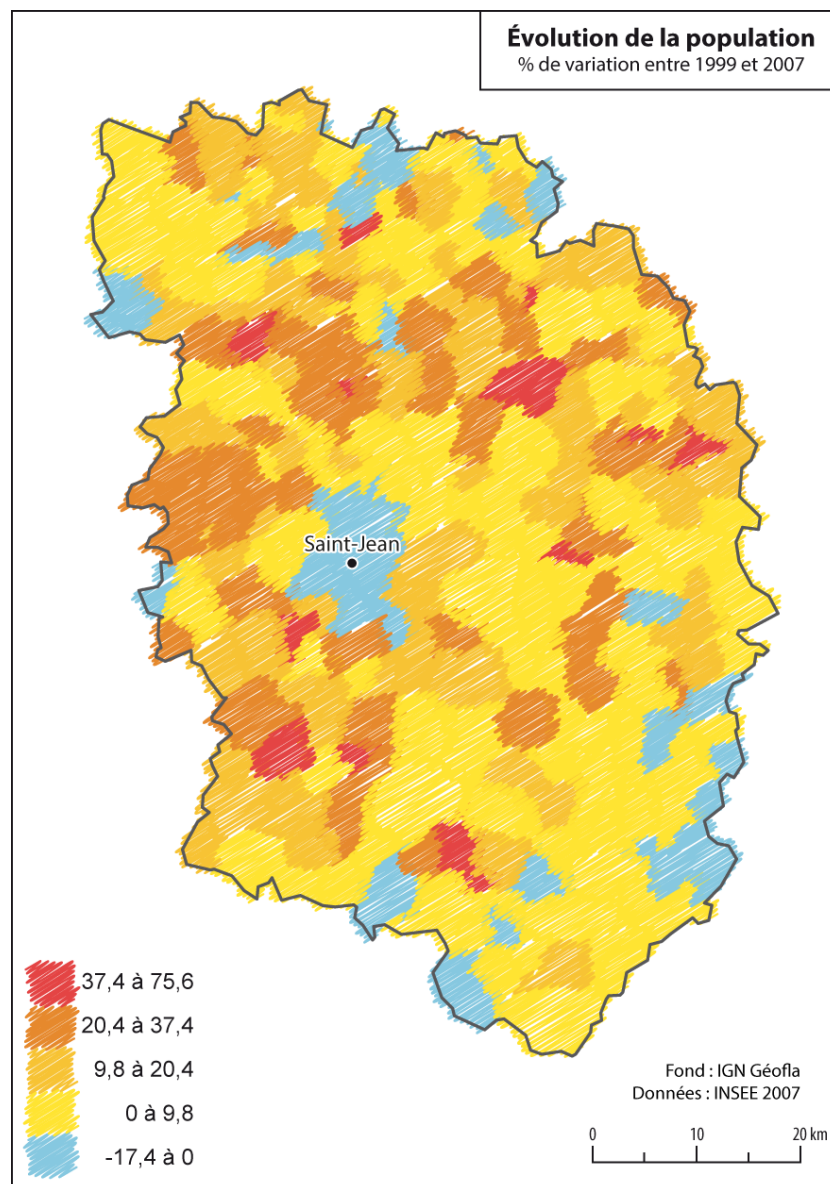 Évolution de la population
% de variation entre 1999 et 2007
Saint-Jean
37,4 à 75,6
20,4 à 37,4
9,8 à 20,4
0 à 9,8
-17,4 à 0
Fond : IGN Géofla
Données : INSEE 2007
0 10 20 km